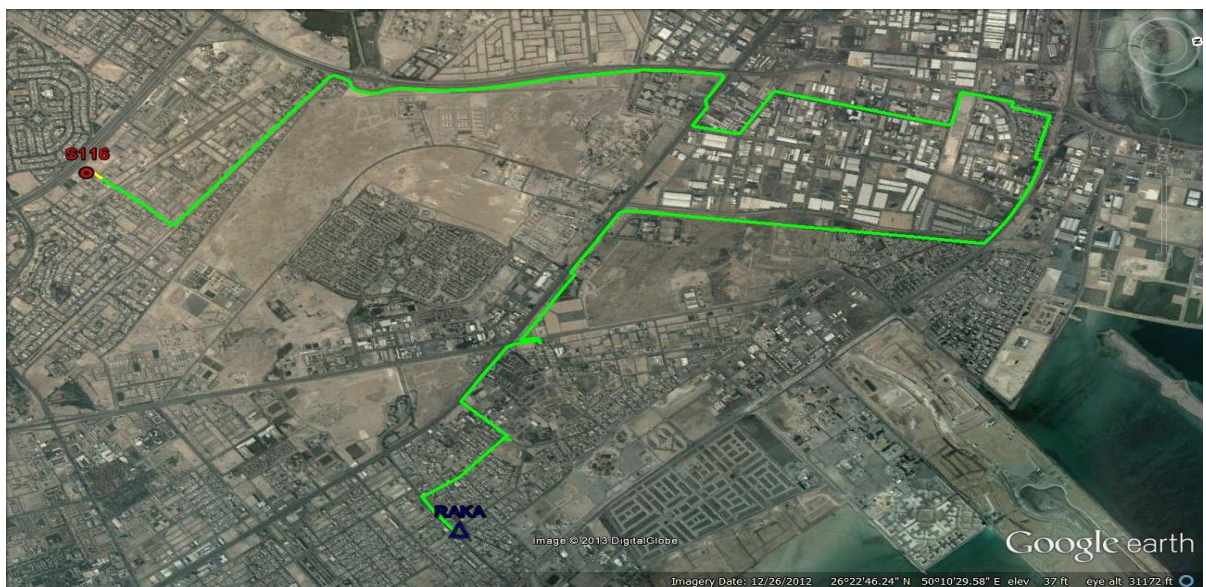 S116
RAKA
Image © 2013 DigitalGlobe
Google earth
Imagery Date: 12/26/2012 26°22'46.24" N 50°10'29.58" E elev 37 ft eye alt 31172 ft